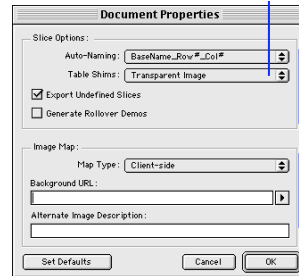 Document Properties
Slice Options:
Auto-Naming: BaseName_Row#_Col#
Table Shims: Transparent Image
Export Undefined Slices
Generate Rollover Demos
Image Map:
Map Type: Client-side
Background URL:
Alternate Image Description:
Set Defaults Cancel OK